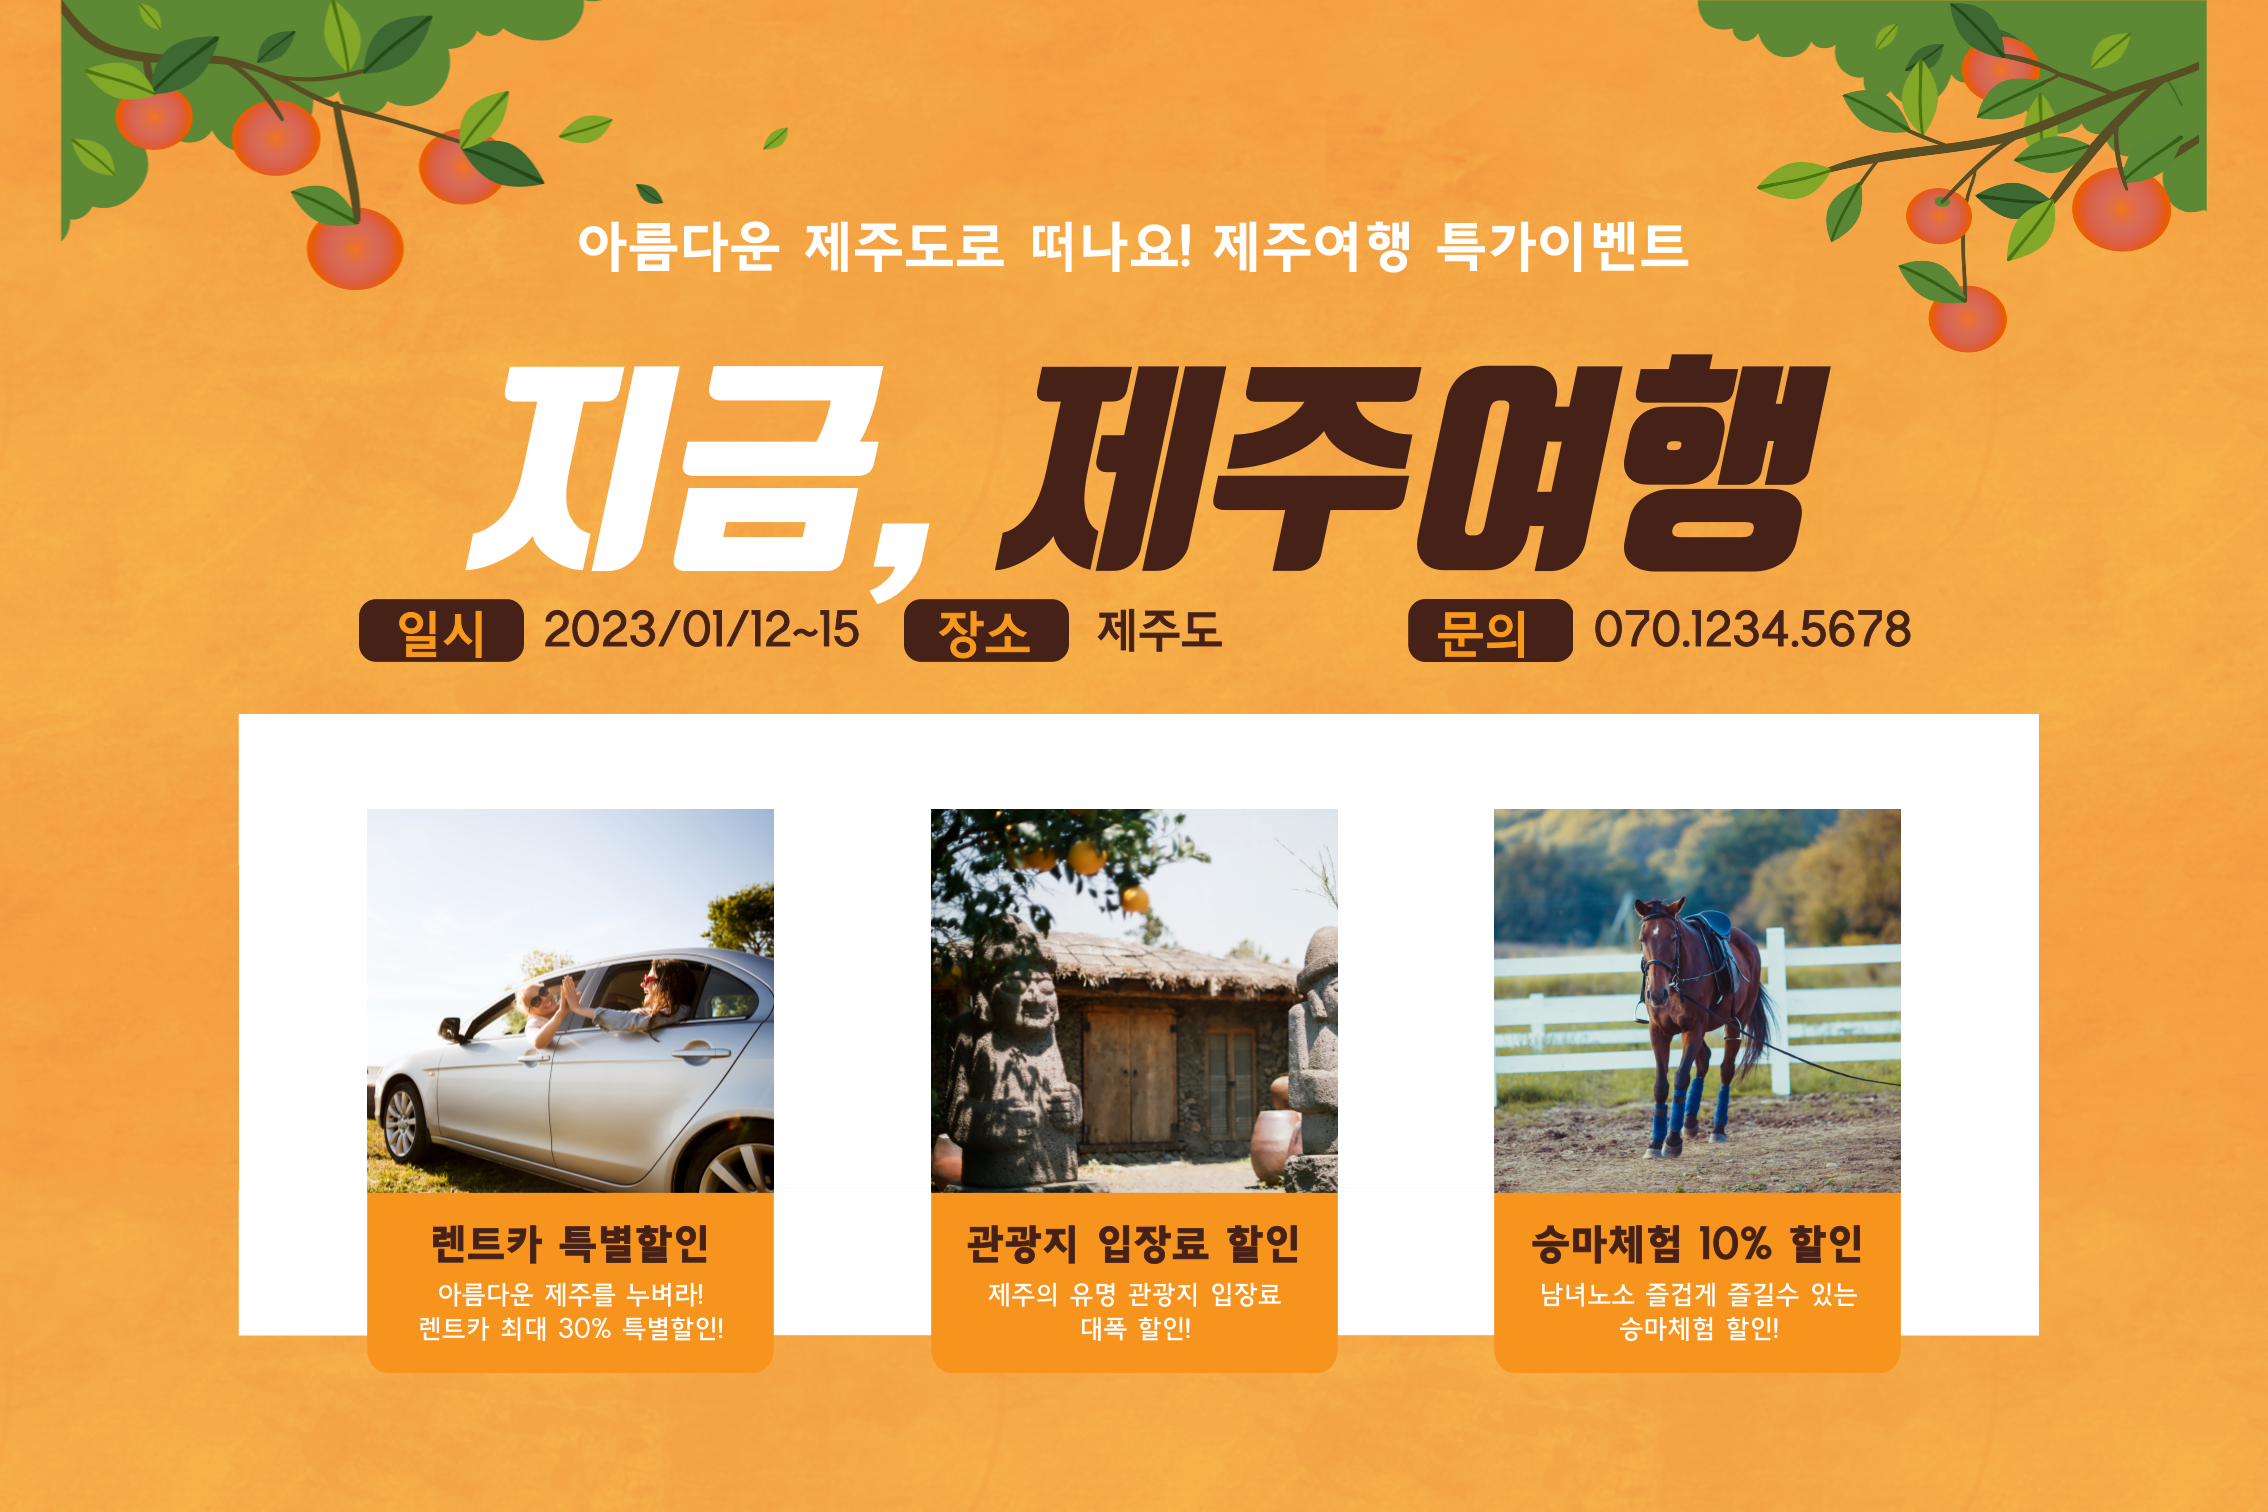 아름다운 제주도로 떠나요! 제주여행 특가이벤트
지금, 제주여행
일시 2023/01/12~15 장소 제주도 문의 070.1234.5678
렌트카 특별할인
아름다운 제주를 누벼라!
렌트카 최대 30% 특별할인!
관광지 입장료 할인
제주의 유명 관광지 입장료
대폭 할인!
승마체험 10% 할인
남녀노소 즐겁게 즐길수 있는
승마체험 할인!